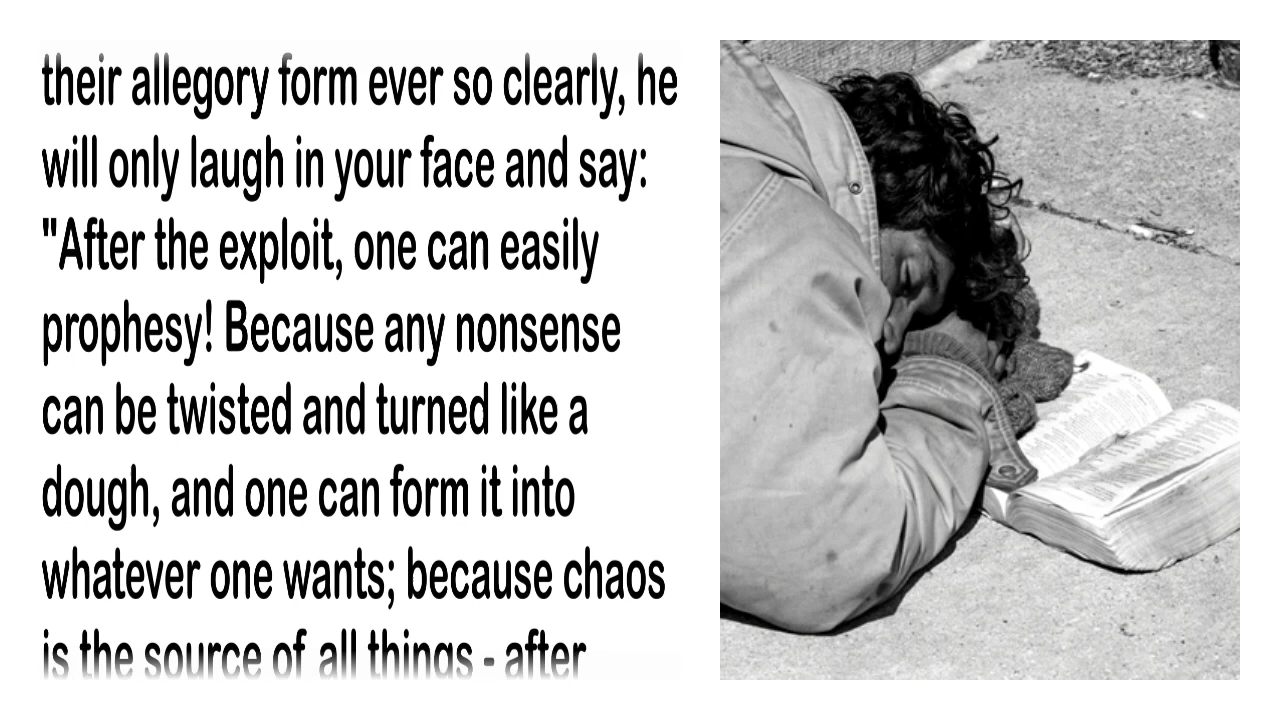 their allegory form ever so clearly, he
will only laugh in your face and say:
"After the exploit, one can easily
prophesy! Because any nonsense
can be twisted and turned like a
dough, and one can form it into
whatever one wants; because chaos
is the source of all things - after